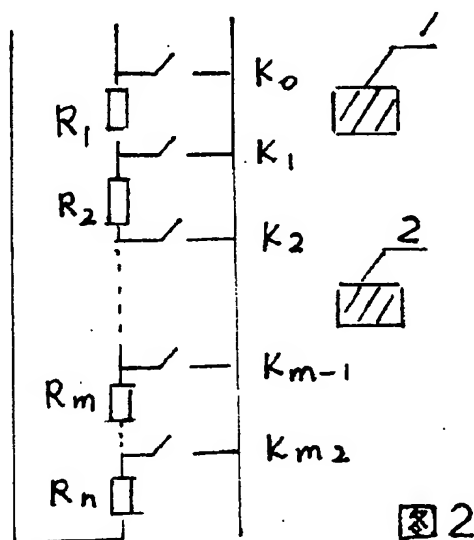 K₀
1
R₁
K₁
R₂
K₂
2
Kₘ₋₁
Rₘ
Kₘ₂
Rₙ
图2